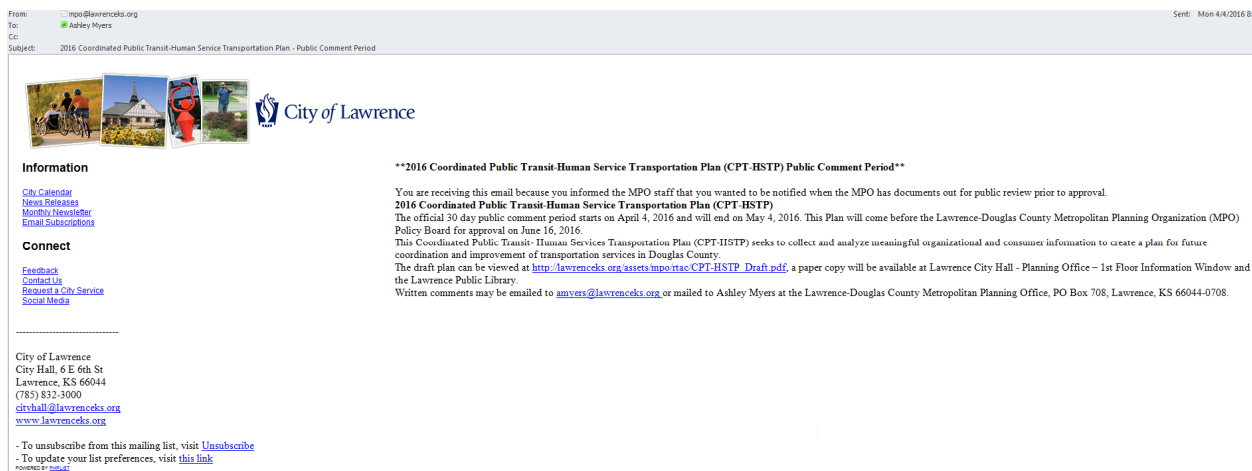 From: mpo@lawrenceks.org
Sent: Mon 4/4/2016 8:
To: Ashley Myers
Cc:
Subject: 2016 Coordinated Public Transit-Human Service Transportation Plan - Public Comment Period
City of Lawrence
Information
City Calendar
News Releases
Monthly Newsletter
Email Subscriptions
Connect
Feedback
Contact Us
Request a City Service
Social Media
------------------------------
City of Lawrence
City Hall, 6 E 6th St
Lawrence, KS 66044
(785) 832-3000
cityhall@lawrenceks.org
www.lawrenceks.org
- To unsubscribe from this mailing list, visit Unsubscribe
- To update your list preferences, visit this link
POWERED BY PHPLIST
**2016 Coordinated Public Transit-Human Service Transportation Plan (CPT-HSTP) Public Comment Period**
You are receiving this email because you informed the MPO staff that you wanted to be notified when the MPO has documents out for public review prior to approval.
2016 Coordinated Public Transit-Human Service Transportation Plan (CPT-HSTP)
The official 30 day public comment period starts on April 4, 2016 and will end on May 4, 2016. This Plan will come before the Lawrence-Douglas County Metropolitan Planning Organization (MPO)
Policy Board for approval on June 16, 2016.
This Coordinated Public Transit- Human Services Transportation Plan (CPT-HSTP) seeks to collect and analyze meaningful organizational and consumer information to create a plan for future
coordination and improvement of transportation services in Douglas County.
The draft plan can be viewed at http://lawrenceks.org/assets/mpo/rtac/CPT-HSTP_Draft.pdf, a paper copy will be available at Lawrence City Hall - Planning Office – 1st Floor Information Window and
the Lawrence Public Library.
Written comments may be emailed to amyers@lawrenceks.org or mailed to Ashley Myers at the Lawrence-Douglas County Metropolitan Planning Office, PO Box 708, Lawrence, KS 66044-0708.